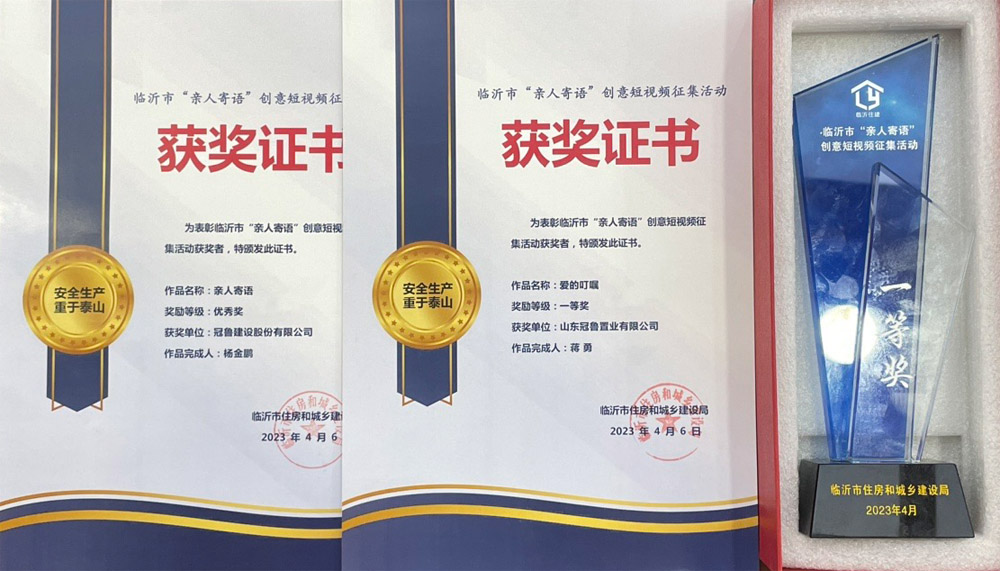 临沂市“亲人寄语”创意短视频征
获奖证书
为表彰临沂市“亲人寄语”创意短视
集活动获奖者，特颁发此证书。
作品名称：亲人寄语
奖励等级：优秀奖
获奖单位：冠鲁建设股份有限公司
作品完成人：杨金鹏
安全生产
重于泰山
临沂市住房和城乡建设
2023 年 4 月 6
临沂市“亲人寄语”创意短视频征集活动
获奖证书
为表彰临沂市“亲人寄语”创意短视频征
集活动获奖者，特颁发此证书。
作品名称：爱的叮嘱
奖励等级：一等奖
获奖单位：山东冠鲁置业有限公司
作品完成人：蒋 勇
安全生产
重于泰山
临沂市住房和城乡建设局
2023 年 4 月 6 日
临沂住建
·临沂市“亲人寄语”
创意短视频征集活动
一等奖
临沂市住房和城乡建设局
2023年4月